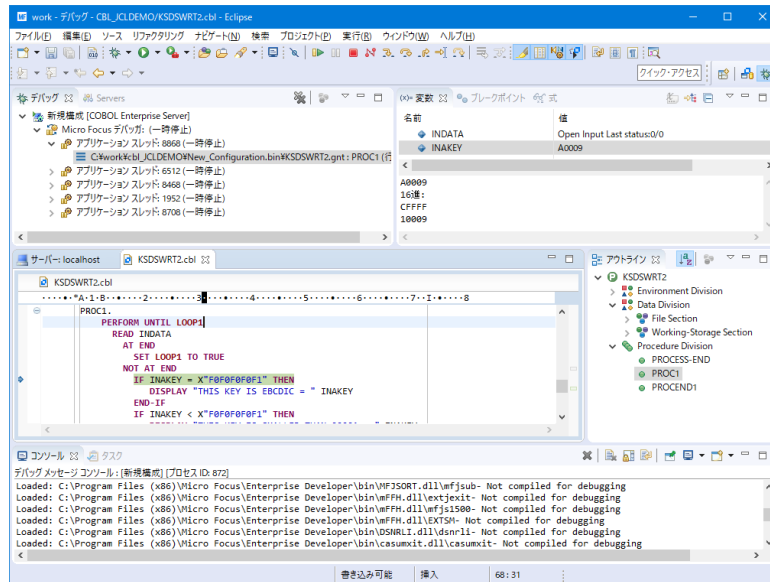 work - デバッグ - CBL_JCLDEMO/KSDSWRT2.cbl - Eclipse
ファイル(F) 編集(E) ソース リファクタリング ナビゲート(N) 検索 プロジェクト(P) 実行(R) ウィンドウ(W) ヘルプ(H)
クイック・アクセス
デバッグ Servers
新規構成 [COBOL Enterprise Server]
Micro Focus デバッガ: (一時停止)
アプリケーション スレッド: 8868 (一時停止)
C:¥work¥cbl_JCLDEMO¥New_Configuration.bin¥KSDSWRT2.gnt : PROC1 (行
アプリケーション スレッド: 6512 (一時停止)
アプリケーション スレッド: 8468 (一時停止)
アプリケーション スレッド: 1952 (一時停止)
アプリケーション スレッド: 8708 (一時停止)
(x)= 変数 ブレークポイント 式
名前 値
INDATA Open Input Last status:0/0
INAKEY A0009
A0009
16進:
CFFFF
10009
サーバー: localhost KSDSWRT2.cbl
KSDSWRT2.cbl
····•·*A·1·B··•····2····•····3····•····4····•····5····•····6····•····7··I·•····8
PROC1.
PERFORM UNTIL LOOP1
READ INDATA
AT END
SET LOOP1 TO TRUE
NOT AT END
IF INAKEY = X"F0F0F0F0F1" THEN
DISPLAY "THIS KEY IS EBCDIC = " INAKEY
END-IF
IF INAKEY < X"F0F0F0F0F1" THEN
アウトライン
KSDSWRT2
Environment Division
Data Division
File Section
Working-Storage Section
Procedure Division
PROCESS-END
PROC1
PROCEND1
コンソール タスク
デバッグ メッセージ コンソール : [新規構成] [プロセス ID: 872]
Loaded: C:\Program Files (x86)\Micro Focus\Enterprise Developer\bin\MFJSORT.dll\mfjsub- Not compiled for debugging
Loaded: C:\Program Files (x86)\Micro Focus\Enterprise Developer\bin\mFFH.dll\extjexit- Not compiled for debugging
Loaded: C:\Program Files (x86)\Micro Focus\Enterprise Developer\bin\mFFH.dll\mfjs1500- Not compiled for debugging
Loaded: C:\Program Files (x86)\Micro Focus\Enterprise Developer\bin\mFFH.dll\EXTSM- Not compiled for debugging
Loaded: C:\Program Files (x86)\Micro Focus\Enterprise Developer\bin\DSNRLI.dll\dsnrli- Not compiled for debugging
Loaded: C:\Program Files (x86)\Micro Focus\Enterprise Developer\bin\casumxit.dll\casumxit- Not compiled for debugging
書き込み可能 挿入 68 : 31